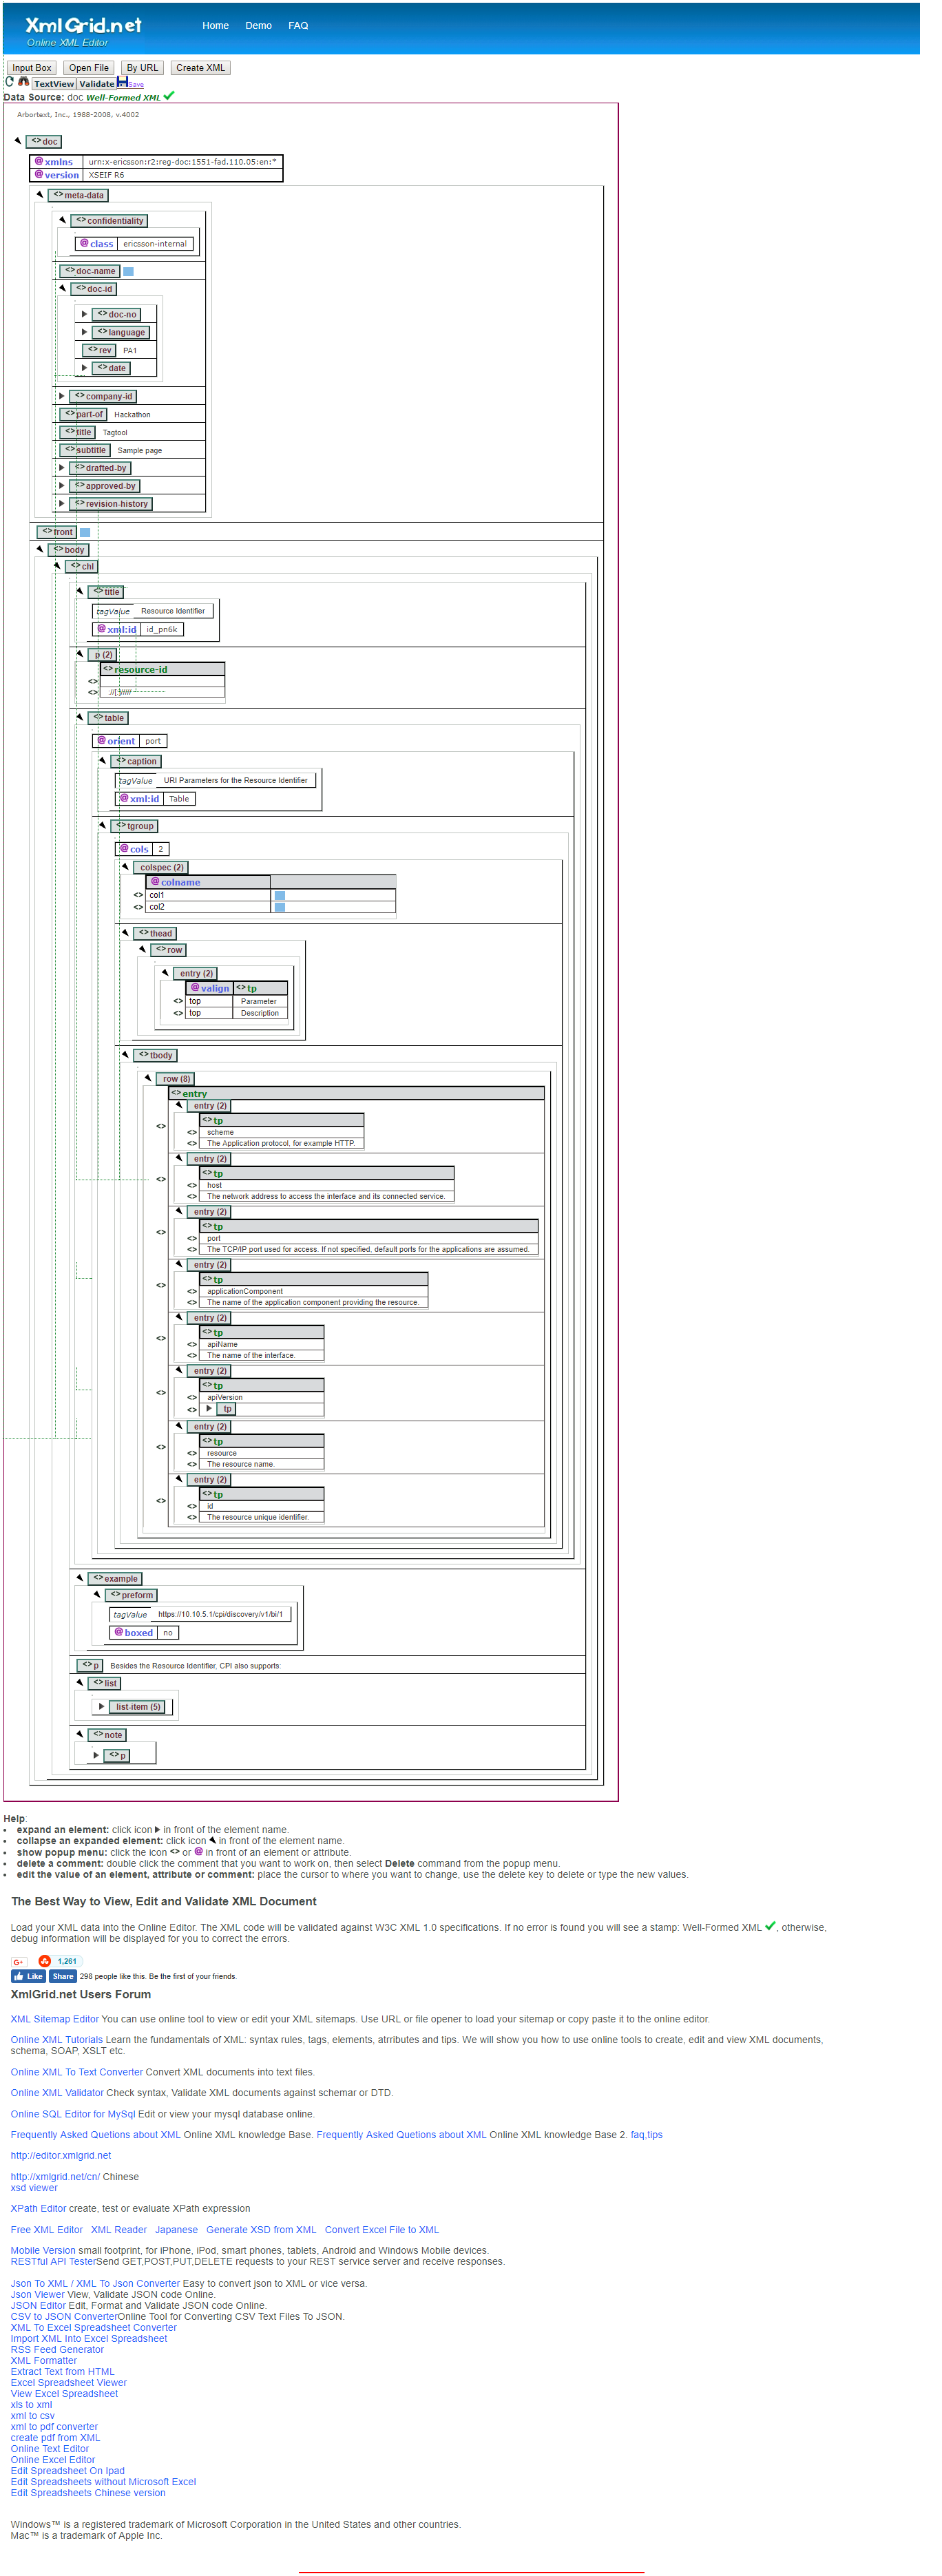 XmlGrid.net
Online XML Editor
Home Demo FAQ
Input Box Open File By URL Create XML
TextView Validate Save
Data Source: doc Well-Formed XML
Arbortext, Inc., 1988-2008, v.4002
<>doc
@xmlns urn:x-ericsson:r2:reg-doc:1551-fad.110.05:en:*
@version XSEIF R6
<>meta-data
<>confidentiality
@class ericsson-internal
<>doc-name
<>doc-id
<>doc-no
<>language
<>rev PA1
<>date
<>company-id
<>part-of Hackathon
<>title Tagtool
<>subtitle Sample page
<>drafted-by
<>approved-by
<>revision-history
<>front
<>body
<>chl
<>title
tagValue Resource Identifier
@xml:id id_pn6k
p (2)
<>resource-id
<>
<> ://[:]/////
<>table
@orient port
<>caption
tagValue URI Parameters for the Resource Identifier
@xml:id Table
<>tgroup
@cols 2
colspec (2)
@colname
<> col1
<> col2
<>thead
<>row
entry (2)
@valign <>tp
<> top Parameter
<> top Description
<>tbody
row (8)
<>entry
entry (2)
<>
<>tp
<> scheme
<> The Application protocol, for example HTTP.
entry (2)
<>
<>tp
<> host
<> The network address to access the interface and its connected service.
entry (2)
<>
<>tp
<> port
<> The TCP/IP port used for access. If not specified, default ports for the applications are assumed.
entry (2)
<>
<>tp
<> applicationComponent
<> The name of the application component providing the resource.
entry (2)
<>
<>tp
<> apiName
<> The name of the interface.
entry (2)
<>
<>tp
<> apiVersion
<> tp
entry (2)
<>
<>tp
<> resource
<> The resource name.
entry (2)
<>
<>tp
<> id
<> The resource unique identifier.
<>example
<>preform
tagValue https://10.10.5.1/cpi/discovery/v1/bi/1
@boxed no
<>p Besides the Resource Identifier, CPI also supports:
<>list
list-item (5)
<>note
<>p
Help:
• expand an element: click icon in front of the element name.
• collapse an expanded element: click icon in front of the element name.
• show popup menu: click the icon <> or @ in front of an element or attribute.
• delete a comment: double click the comment that you want to work on, then select Delete command from the popup menu.
• edit the value of an element, attribute or comment: place the cursor to where you want to change, use the delete key to delete or type the new values.
The Best Way to View, Edit and Validate XML Document
Load your XML data into the Online Editor. The XML code will be validated against W3C XML 1.0 specifications. If no error is found you will see a stamp: Well-Formed XML , otherwise,
debug information will be displayed for you to correct the errors.
G+ 1,261
Like Share 298 people like this. Be the first of your friends.
XmlGrid.net Users Forum
XML Sitemap Editor You can use online tool to view or edit your XML sitemaps. Use URL or file opener to load your sitemap or copy paste it to the online editor.
Online XML Tutorials Learn the fundamentals of XML: syntax rules, tags, elements, atrributes and tips. We will show you how to use online tools to create, edit and view XML documents,
schema, SOAP, XSLT etc.
Online XML To Text Converter Convert XML documents into text files.
Online XML Validator Check syntax, Validate XML documents against schemar or DTD.
Online SQL Editor for MySql Edit or view your mysql database online.
Frequently Asked Quetions about XML Online XML knowledge Base. Frequently Asked Quetions about XML Online XML knowledge Base 2. faq,tips
http://editor.xmlgrid.net
http://xmlgrid.net/cn/ Chinese
xsd viewer
XPath Editor create, test or evaluate XPath expression
Free XML Editor XML Reader Japanese Generate XSD from XML Convert Excel File to XML
Mobile Version small footprint, for iPhone, iPod, smart phones, tablets, Android and Windows Mobile devices.
RESTful API TesterSend GET,POST,PUT,DELETE requests to your REST service server and receive responses.
Json To XML / XML To Json Converter Easy to convert json to XML or vice versa.
Json Viewer View, Validate JSON code Online.
JSON Editor Edit, Format and Validate JSON code Online.
CSV to JSON ConverterOnline Tool for Converting CSV Text Files To JSON.
XML To Excel Spreadsheet Converter
Import XML Into Excel Spreadsheet
RSS Feed Generator
XML Formatter
Extract Text from HTML
Excel Spreadsheet Viewer
View Excel Spreadsheet
xls to xml
xml to csv
xml to pdf converter
create pdf from XML
Online Text Editor
Online Excel Editor
Edit Spreadsheet On Ipad
Edit Spreadsheets without Microsoft Excel
Edit Spreadsheets Chinese version
Windows™ is a registered trademark of Microsoft Corporation in the United States and other countries.
Mac™ is a trademark of Apple Inc.